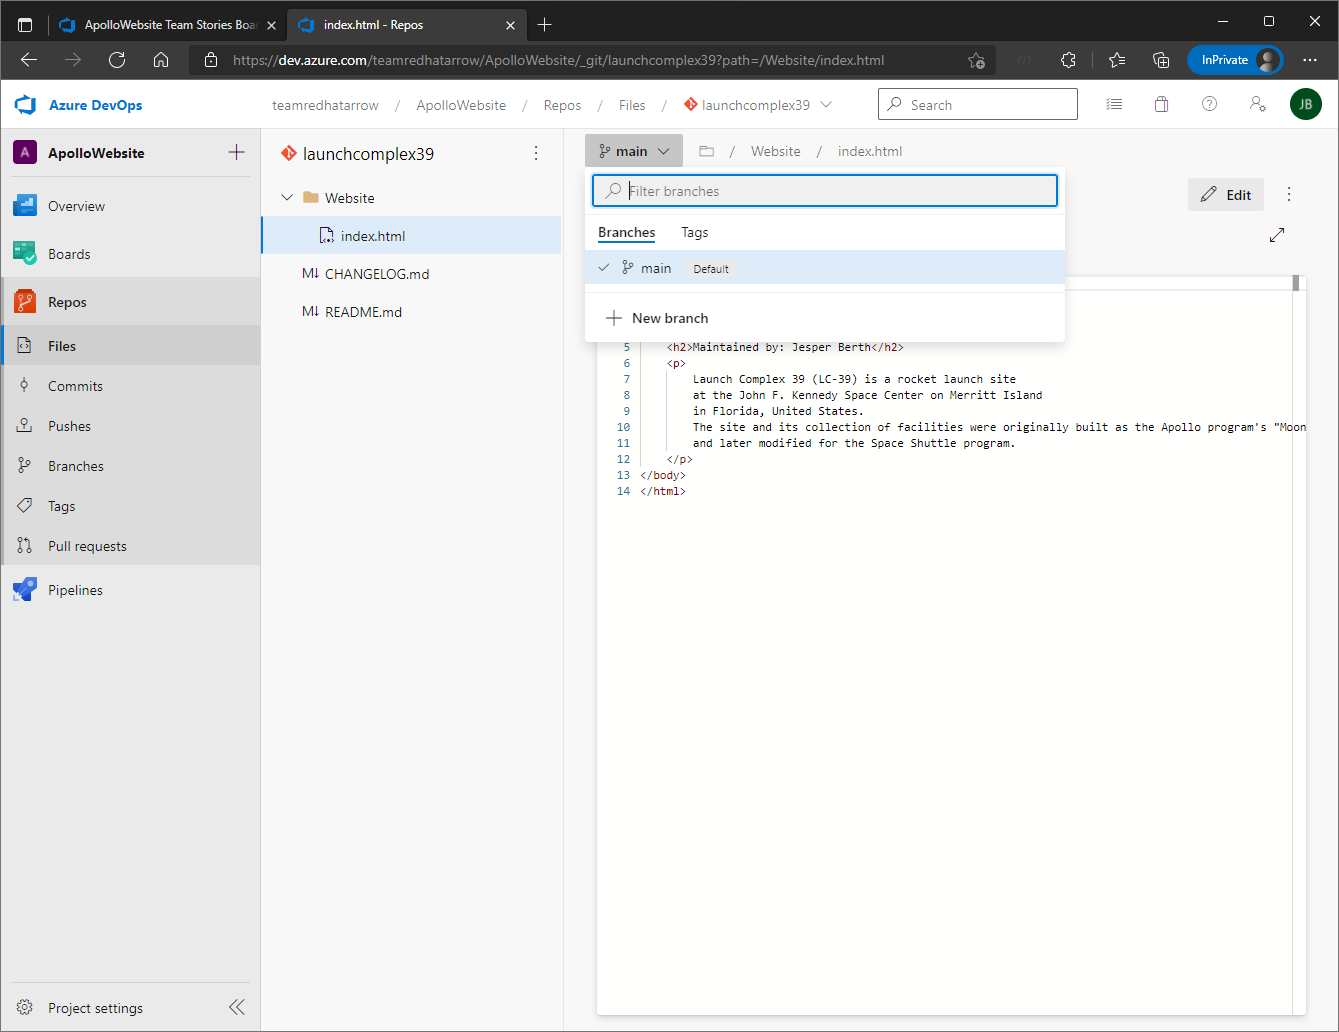 ApolloWebsite Team Stories Boa
index.html - Repos
https://dev.azure.com/teamredhatarrow/ApolloWebsite/_git/launchcomplex39?path=/Website/index.html
InPrivate
Azure DevOps
teamredhatarrow / ApolloWebsite / Repos / Files / launchcomplex39
Search
JB
A ApolloWebsite
Overview
Boards
Repos
Files
Commits
Pushes
Branches
Tags
Pull requests
Pipelines
Project settings
launchcomplex39
Website
index.html
M↓ CHANGELOG.md
M↓ README.md
main / Website / index.html
Filter branches
Edit
Branches Tags
main Default
New branch
5 <h2>Maintained by: Jesper Berth</h2>
6 <p>
7 Launch Complex 39 (LC-39) is a rocket launch site
8 at the John F. Kennedy Space Center on Merritt Island
9 in Florida, United States.
10 The site and its collection of facilities were originally built as the Apollo program's "Moon
11 and later modified for the Space Shuttle program.
12 </p>
13 </body>
14 </html>